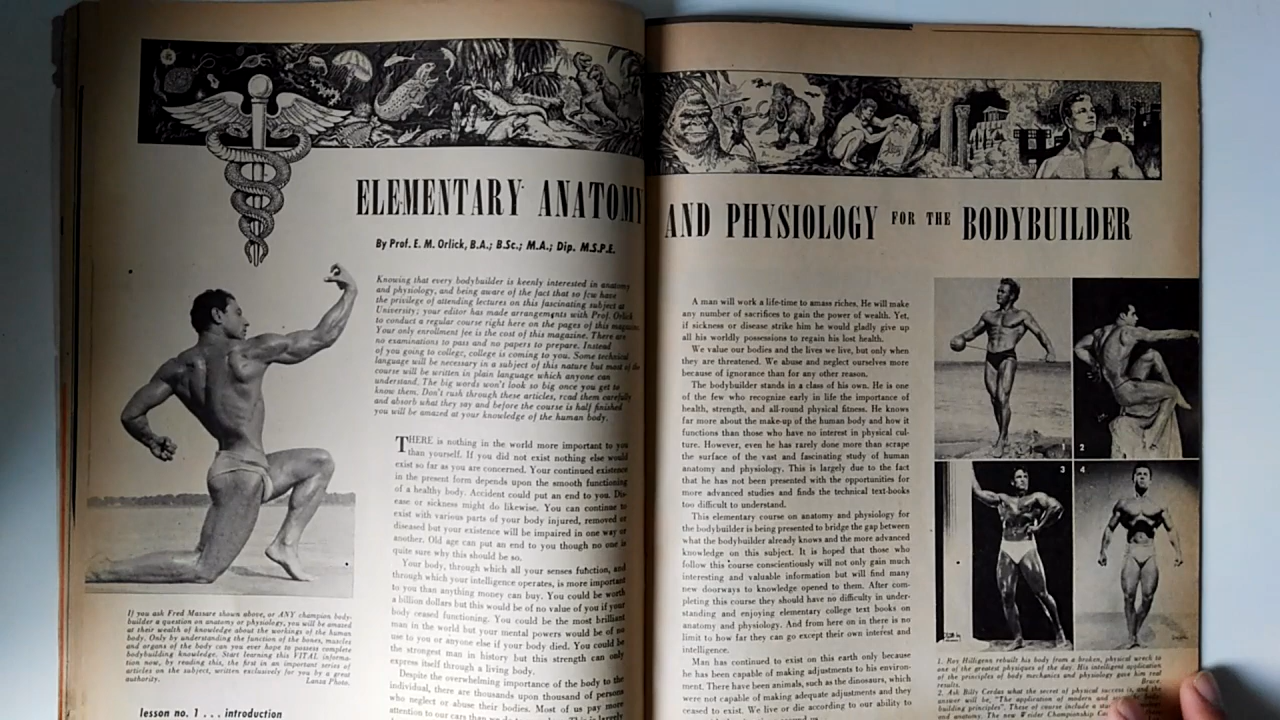 ELEMENTARY ANATOMY AND PHYSIOLOGY FOR THE BODYBUILDER
By Prof. E. M. Orlick, B.A.; B.Sc.; M.A.; Dip. M.S.P.E.
Knowing that every bodybuilder is keenly interested in anatomy
and physiology, and being aware of the fact that so few have
the privilege of attending lectures on this fascinating subject at
University; your editor has made arrangements with Prof. Orlick
to conduct a regular course right here on the pages of this magazine.
Your only enrollment fee is the cost of this magazine. There are
no examinations to pass and no papers to prepare. Instead
of you going to college, college is coming to you. Some technical
language will be necessary in a subject of this nature but most of the
course will be written in plain language which anyone can
understand. The big words won't look so big once you get to
know them. Don't rush through these articles, read them carefully
and absorb what they say and before the course is half finished
you will be amazed at your knowledge of the human body.
THERE is nothing in the world more important to you
than yourself. If you did not exist nothing else would
exist so far as you are concerned. Your continued existence
in the present form depends upon the smooth functioning
of a healthy body. Accident could put an end to you. Dis-
ease or sickness might do likewise. You can continue to
exist with various parts of your body injured, removed or
diseased but your existence will be impaired in one way or
another. Old age can put an end to you though no one is
quite sure why this should be so.
Your body, through which all your senses function, and
through which your intelligence operates, is more important
to you than anything money can buy. You could be worth
a billion dollars but this would be of no value of you if your
body ceased functioning. You could be the most brilliant
man in the world but your mental powers would be of no
use to you or anyone else if your body died. You could be
the strongest man in history but this strength can only
express itself through a living body.
Despite the overwhelming importance of the body to the
individual, there are thousands upon thousand of persons
who neglect or abuse their bodies. Most of us pay more
attention to our cars than we do to
If you ask Fred Massare shown above, or ANY champion body-
builder a question on anatomy or physiology, you will be amazed
at their wealth of knowledge about the workings of the human
body. Only by understanding the function of the bones, muscles
and organs of the body can you ever hope to possess complete
bodybuilding knowledge. Start learning this VITAL informa-
tion now, by reading this, the first in an important series of
articles on the subject, written exclusively for you by a great
authority.
Lanza Photo.
lesson no. 1 . . . introduction
A man will work a life-time to amass riches. He will make
any number of sacrifices to gain the power of wealth. Yet,
if sickness or disease strike him he would gladly give up
all his worldly possessions to regain his lost health.
We value our bodies and the lives we live, but only when
they are threatened. We abuse and neglect ourselves more
because of ignorance than for any other reason.
The bodybuilder stands in a class of his own. He is one
of the few who recognize early in life the importance of
health, strength, and all-round physical fitness. He knows
far more about the make-up of the human body and how it
functions than those who have no interest in physical cul-
ture. However, even he has rarely done more than scrape
the surface of the vast and fascinating study of human
anatomy and physiology. This is largely due to the fact
that he has not been presented with the opportunities for
more advanced studies and finds the technical text-books
too difficult to understand.
This elementary course on anatomy and physiology for
the bodybuilder is being presented to bridge the gap between
what the bodybuilder already knows and the more advanced
knowledge on this subject. It is hoped that those who
follow this course conscientiously will not only gain much
interesting and valuable information but will find many
new doorways to knowledge opened to them. After com-
pleting this course they should have no difficulty in under-
standing and enjoying elementary college text books on
anatomy and physiology. And from here on in there is no
limit to how far they can go except their own interest and
intelligence.
Man has continued to exist on this earth only because
he has been capable of making adjustments to his environ-
ment. There have been animals, such as the dinosaurs, which
were not capable of making adequate adjustments and they
ceased to exist. We live or die according to our ability to
2
3
4
1. Roy Hilligenn rebuilt his body from a broken, physical wreck to
one of the greatest physiques of the day. His intelligent application
of the principles of body mechanics and physiology gave him real
results.
Bruce.
2. Ask Billy Cerdas what the secret of physical success is, and the
answer will be, "The application of modern and
building principles". These of course include a
and anatomy. The new Weider Championship